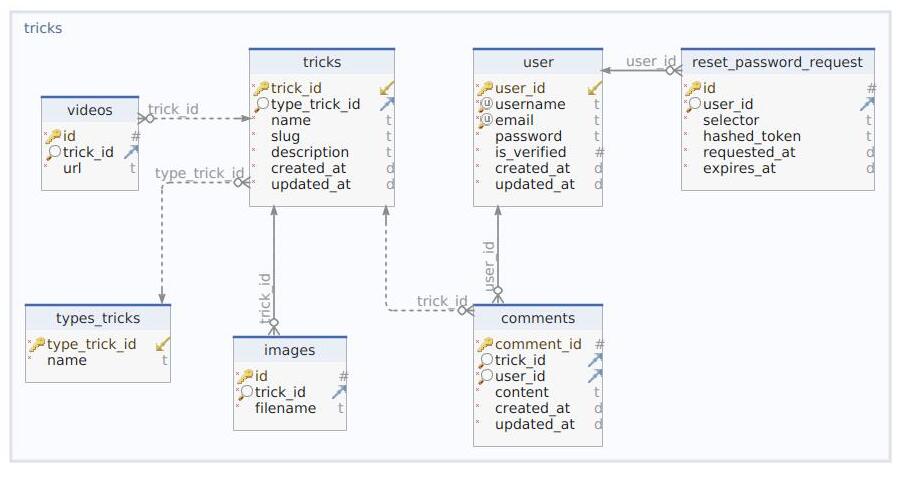 tricks
videos
id #
trick_id
url t
trick_id
tricks
trick_id
type_trick_id
name t
slug t
description t
created_at d
updated_at d
type_trick_id
user
user_id
username t
email t
password t
is_verified #
created_at d
updated_at d
user_id
reset_password_request
id #
user_id
selector t
hashed_token t
requested_at d
expires_at d
types_tricks
type_trick_id
name t
trick_id
images
id #
trick_id
filename t
trick_id
user_id
comments
comment_id #
trick_id
user_id
content t
created_at d
updated_at d